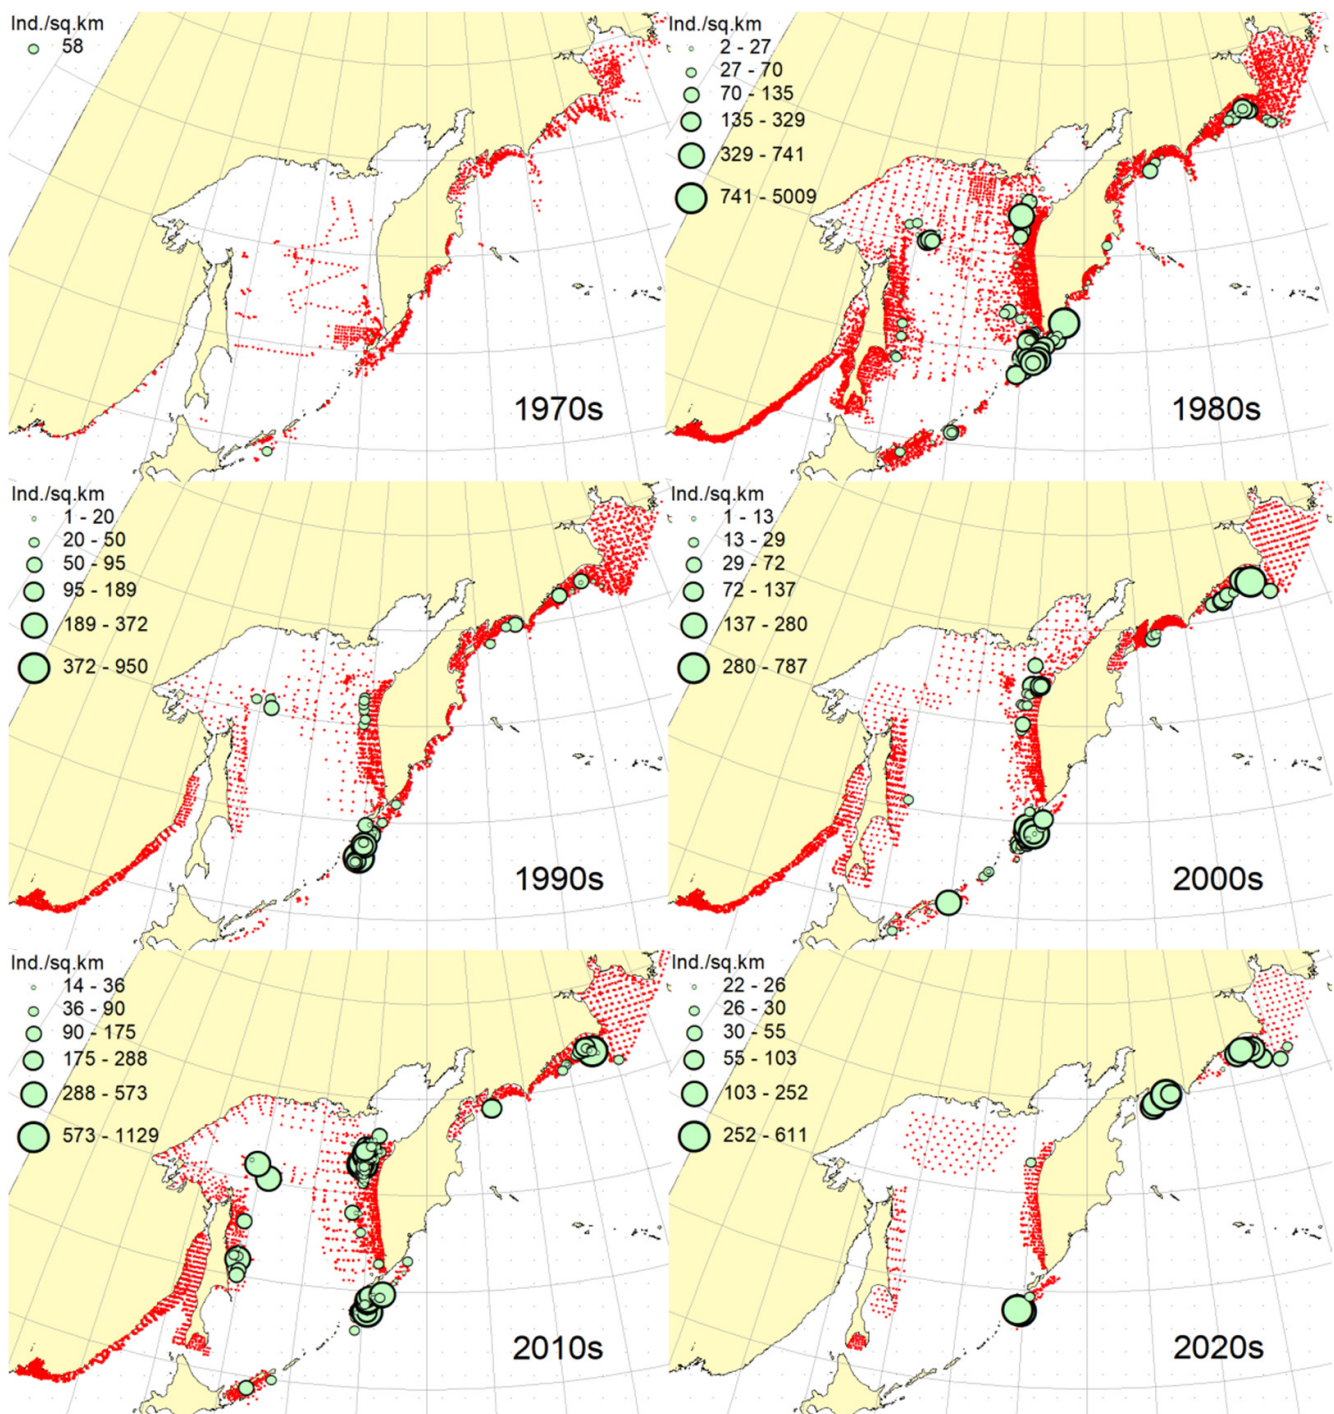 Ind./sq.km
58
1970s
Ind./sq.km
2 - 27
27 - 70
70 - 135
135 - 329
329 - 741
741 - 5009
1980s
Ind./sq.km
1 - 20
20 - 50
50 - 95
95 - 189
189 - 372
372 - 950
1990s
Ind./sq.km
1 - 13
13 - 29
29 - 72
72 - 137
137 - 280
280 - 787
2000s
Ind./sq.km
14 - 36
36 - 90
90 - 175
175 - 288
288 - 573
573 - 1129
2010s
Ind./sq.km
22 - 26
26 - 30
30 - 55
55 - 103
103 - 252
252 - 611
2020s